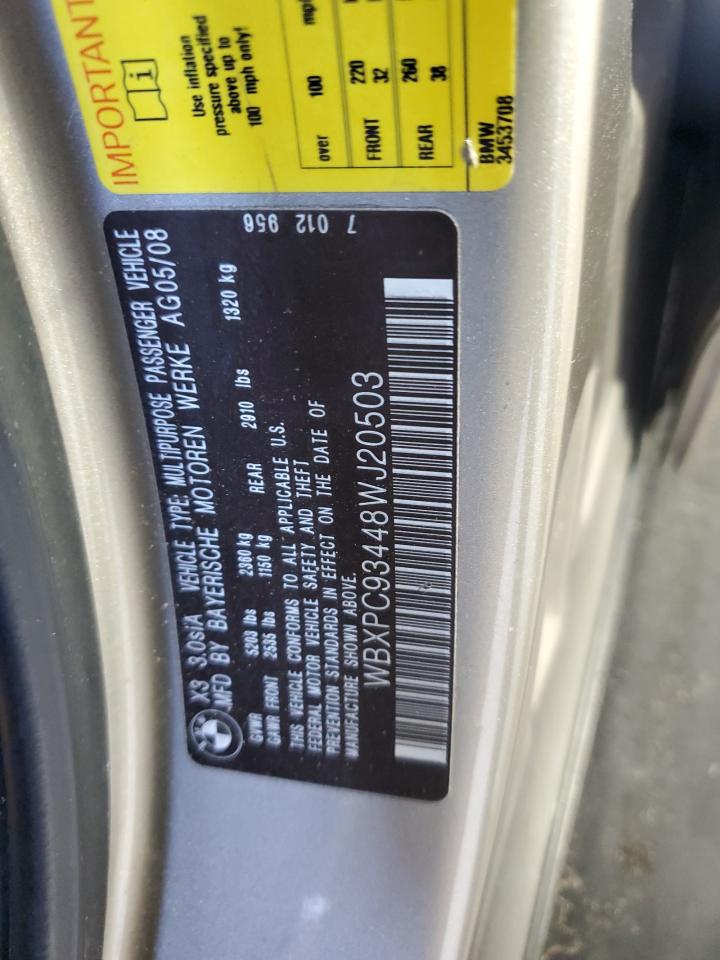 IMPORTANT
i
Use inflation
pressure specified
above up to
100 mph only!
mph
over 100
FRONT 220
32
REAR 260
38
BMW
3453708
X3 3.0si/A VEHICLE TYPE: MULTIPURPOSE PASSENGER VEHICLE
MFD BY BAYERISCHE MOTOREN WERKE AG05/08
BMW
GVWR 5203 lbs 2360 kg
GAWR FRONT 2535 lbs 1150 kg REAR 2910 lbs 1320 kg
THIS VEHICLE CONFORMS TO ALL APPLICABLE U.S.
FEDERAL MOTOR VEHICLE SAFETY AND THEFT
PREVENTION STANDARDS IN EFFECT ON THE DATE OF
MANUFACTURE SHOWN ABOVE.
WBXPC93448WJ20503
7 012 956